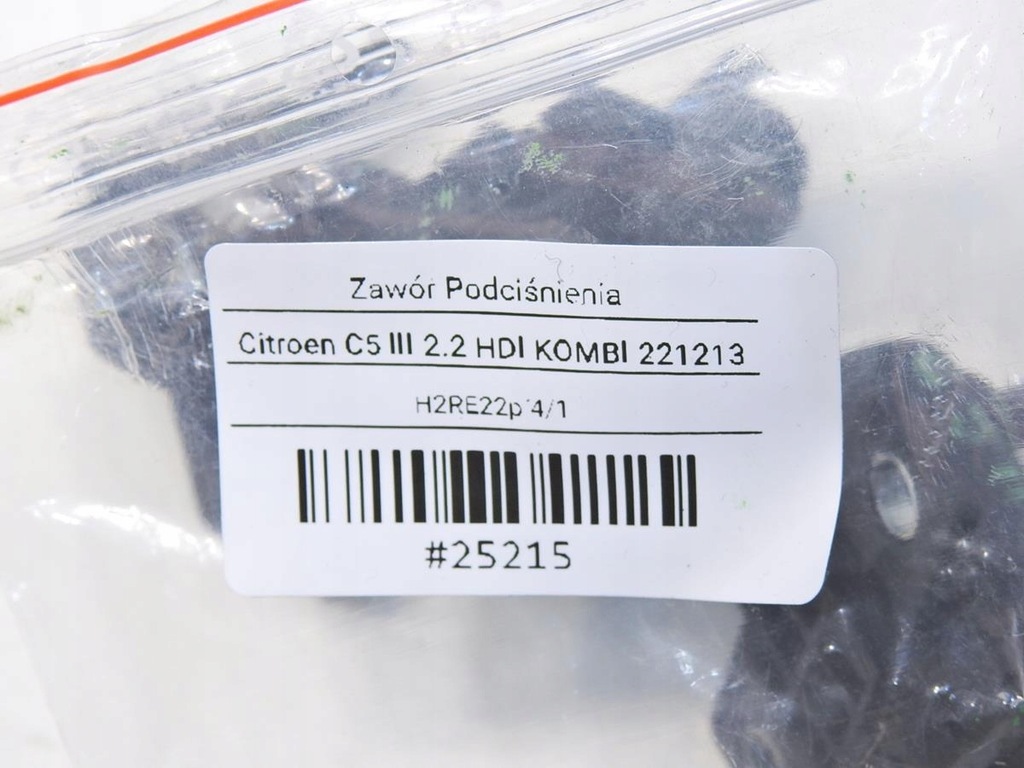 Zawór Podciśnienia
Citroen C5 III 2.2 HDI KOMBI 221213
H2RE22p 4/1
#25215